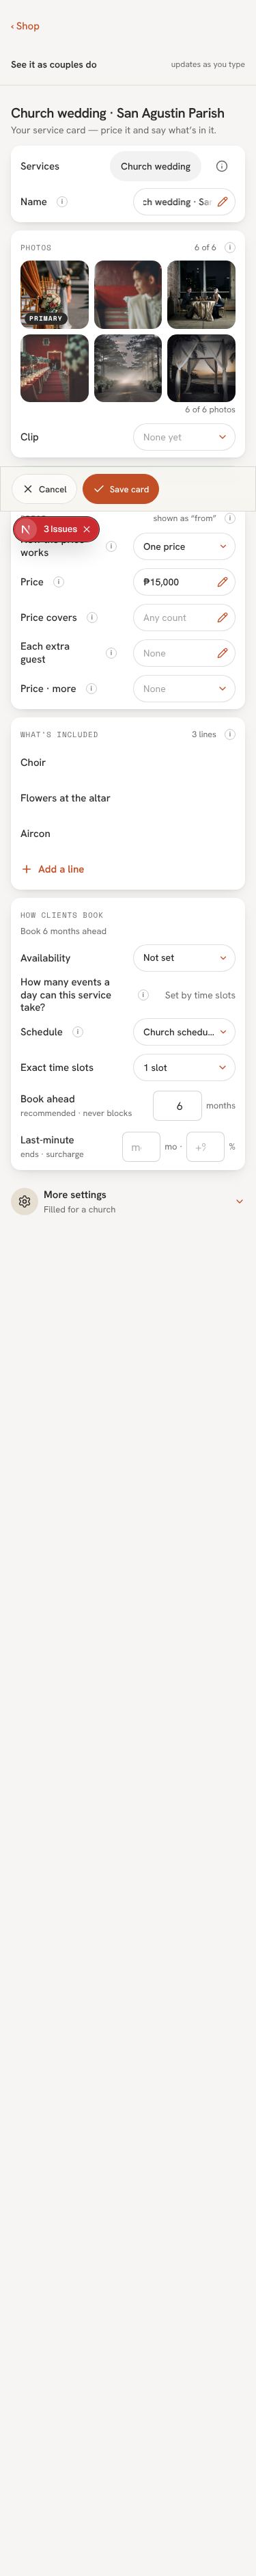 ‹ Shop
See it as couples do
updates as you type
Church wedding · San Agustin Parish
Your service card — price it and say what's in it.
Services
Church wedding
Name
ch wedding · Sa
PHOTOS
6 of 6
PRIMARY
6 of 6 photos
Clip
None yet
Cancel
Save card
shown as "from"
3 Issues
works
One price
Price
₱15,000
Price covers
Any count
Each extra
guest
None
Price · more
None
WHAT'S INCLUDED
3 lines
Choir
Flowers at the altar
Aircon
Add a line
HOW CLIENTS BOOK
Book 6 months ahead
Availability
Not set
How many events a
day can this service
take?
Set by time slots
Schedule
Church schedu...
Exact time slots
1 slot
Book ahead
recommended · never blocks
6
months
Last-minute
ends · surcharge
mo ·
+?
%
More settings
Filled for a church